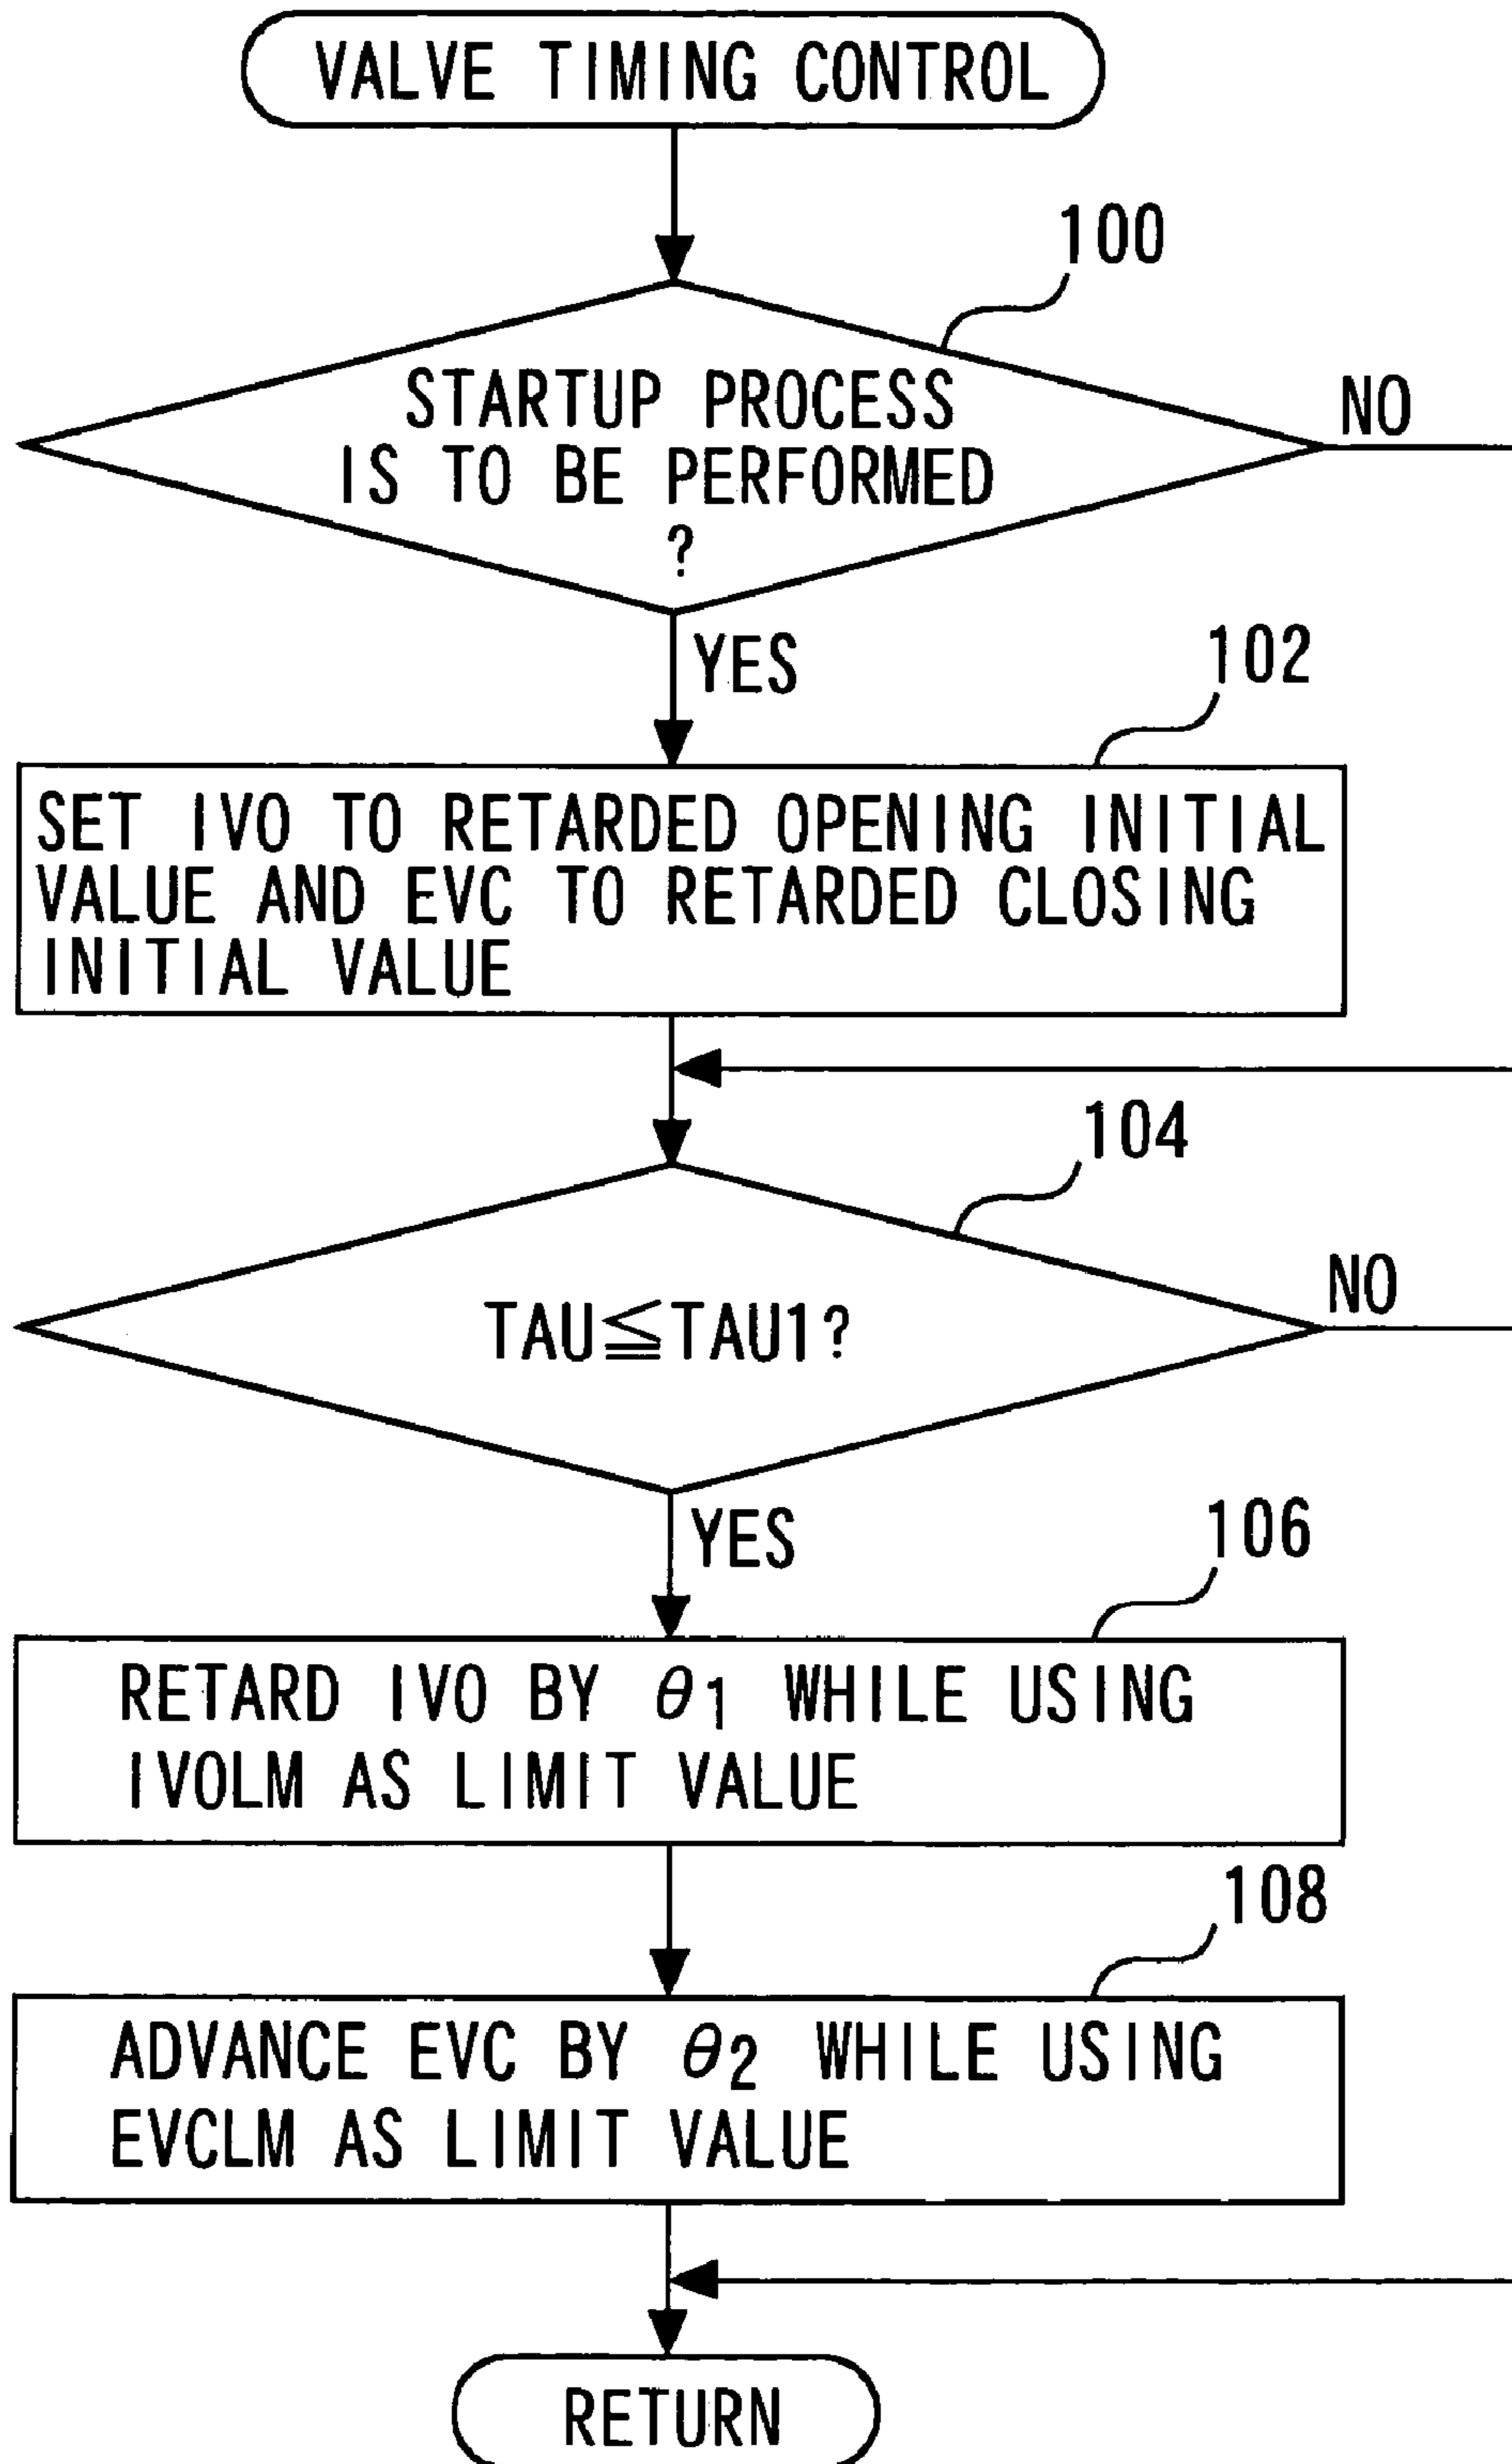 VALVE TIMING CONTROL
100
STARTUP PROCESS
IS TO BE PERFORMED
?
NO
YES
102
SET IVO TO RETARDED OPENING INITIAL
VALUE AND EVC TO RETARDED CLOSING
INITIAL VALUE
104
TAU≦TAU1?
NO
YES
106
RETARD IVO BY θ1 WHILE USING
IVOLM AS LIMIT VALUE
108
ADVANCE EVC BY θ2 WHILE USING
EVCLM AS LIMIT VALUE
RETURN